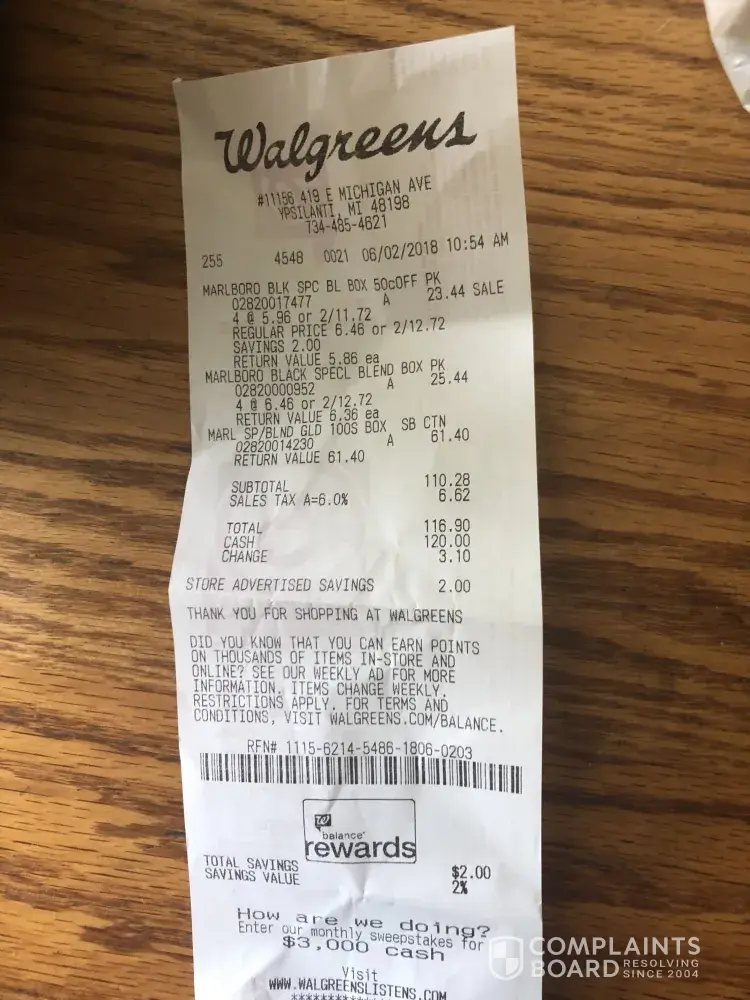 Walgreens
#11156 419 E MICHIGAN AVE
YPSILANTI, MI 48198
734-485-4621
255 4548 0021 06/02/2018 10:54 AM
MARLBORO BLK SPC BL BOX 50cOFF PK
02820017477 A 23.44 SALE
4 @ 5.96 or 2/11.72
REGULAR PRICE 6.46 or 2/12.72
SAVINGS 2.00
RETURN VALUE 5.86 ea
MARLBORO BLACK SPECL BLEND BOX PK
02820000952 A 25.44
4 @ 6.46 or 2/12.72
RETURN VALUE 6.36 ea
MARL SP/BLND GLD 100S BOX SB CTN
02820014230 A 61.40
RETURN VALUE 61.40
SUBTOTAL 110.28
SALES TAX A=6.0% 6.62
TOTAL 116.90
CASH 120.00
CHANGE 3.10
STORE ADVERTISED SAVINGS 2.00
THANK YOU FOR SHOPPING AT WALGREENS
DID YOU KNOW THAT YOU CAN EARN POINTS
ON THOUSANDS OF ITEMS IN-STORE AND
ONLINE? SEE OUR WEEKLY AD FOR MORE
INFORMATION. ITEMS CHANGE WEEKLY.
RESTRICTIONS APPLY. FOR TERMS AND
CONDITIONS, VISIT WALGREENS.COM/BALANCE.
RFN# 1115-6214-5486-1806-0203
W
balance®
rewards
TOTAL SAVINGS $2.00
SAVINGS VALUE 2%
How are we doing?
Enter our monthly sweepstakes for
$3,000 cash
Visit
WWW.WALGREENSLISTENS.COM
COMPLAINTS
BOARD RESOLVING
SINCE 2004